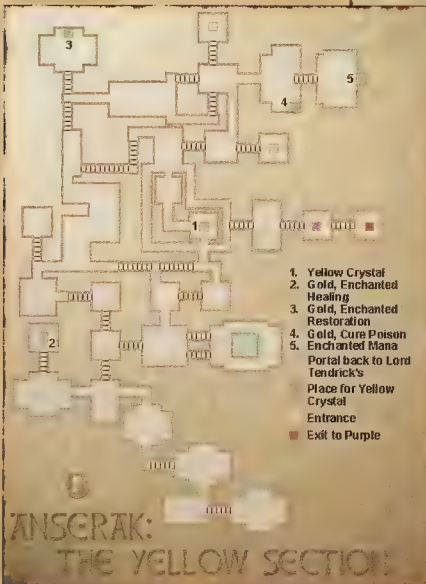 3
5
4
1
2
1. Yellow Crystal
2. Gold, Enchanted
Healing
3. Gold, Enchanted
Restoration
4. Gold, Cure Poison
5. Enchanted Mana
Portal back to Lord
Tendrick's
Place for Yellow
Crystal
Entrance
Exit to Purple
ANSERAK:
THE YELLOW SECTION